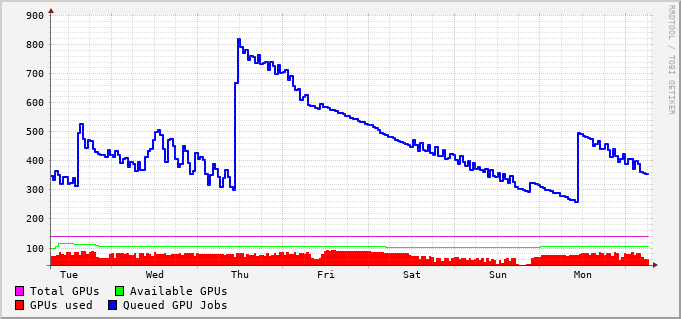 900
800
700
600
500
400
300
200
100
Tue Wed Thu Fri Sat Sun Mon
Total GPUs Available GPUs
GPUs used Queued GPU Jobs
RRDTOOL / TOBI OETIKER